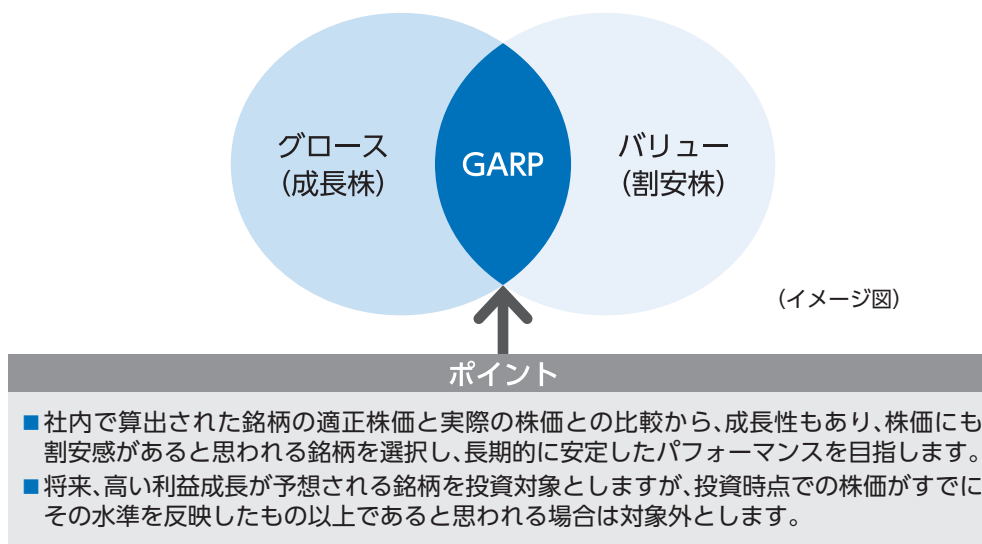 グロース
(成長株)
GARP
バリュー
(割安株)
(イメージ図)
ポイント
■社内で算出された銘柄の適正株価と実際の株価との比較から、成長性もあり、株価にも
割安感があると思われる銘柄を選択し、長期的に安定したパフォーマンスを目指します。
■将来、高い利益成長が予想される銘柄を投資対象としますが、投資時点での株価がすでに
その水準を反映したもの以上であると思われる場合は対象外とします。